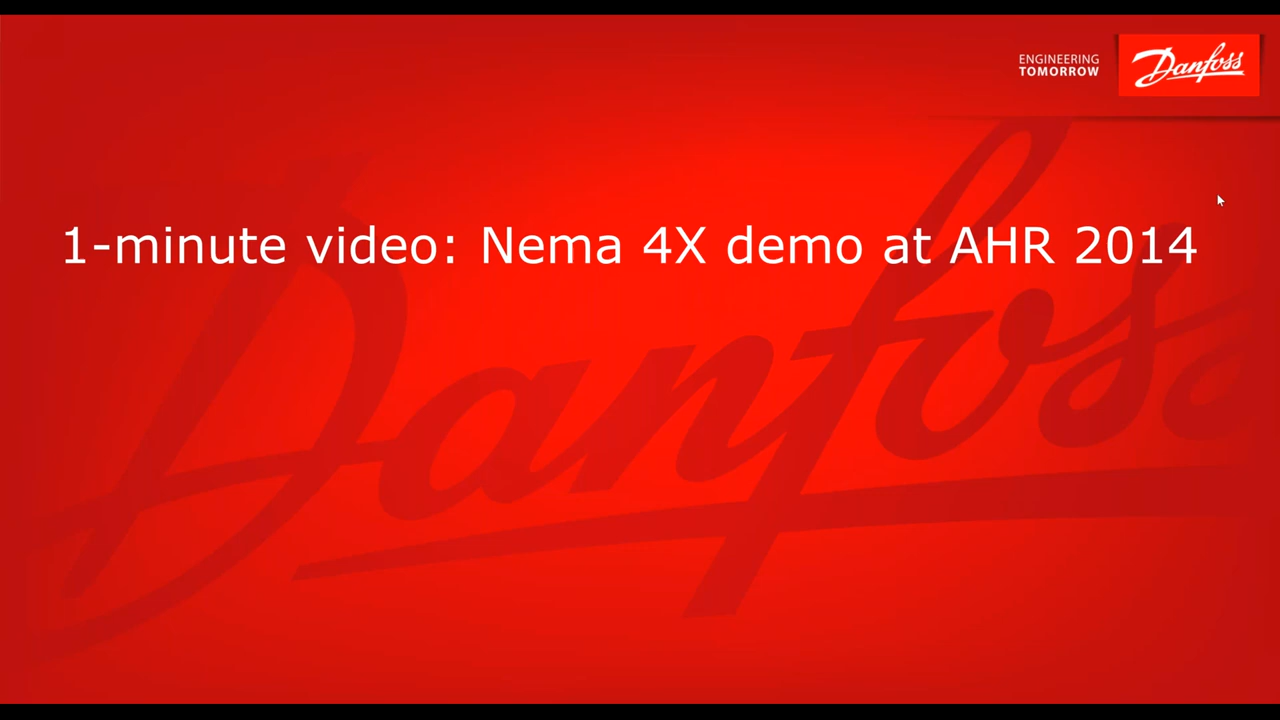 ENGINEERING
TOMORROW
Danfoss
1-minute video: Nema 4X demo at AHR 2014
Danfoss